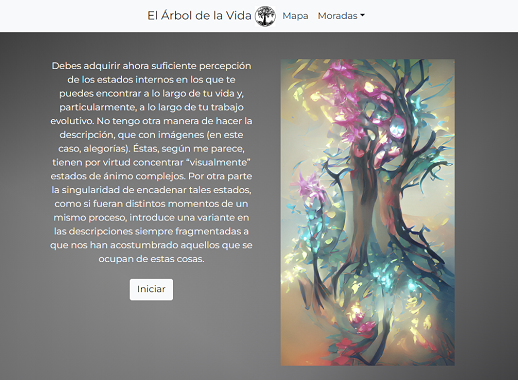 El Árbol de la Vida Mapa Moradas
Debes adquirir ahora suficiente percepción
de los estados internos en los que te
puedes encontrar a lo largo de tu vida y,
particularmente, a lo largo de tu trabajo
evolutivo. No tengo otra manera de hacer la
descripción, que con imágenes (en este
caso, alegorías). Éstas, según me parece,
tienen por virtud concentrar “visualmente”
estados de ánimo complejos. Por otra parte
la singularidad de encadenar tales estados,
como si fueran distintos momentos de un
mismo proceso, introduce una variante en
las descripciones siempre fragmentadas a
que nos han acostumbrado aquellos que se
ocupan de estas cosas.
Iniciar